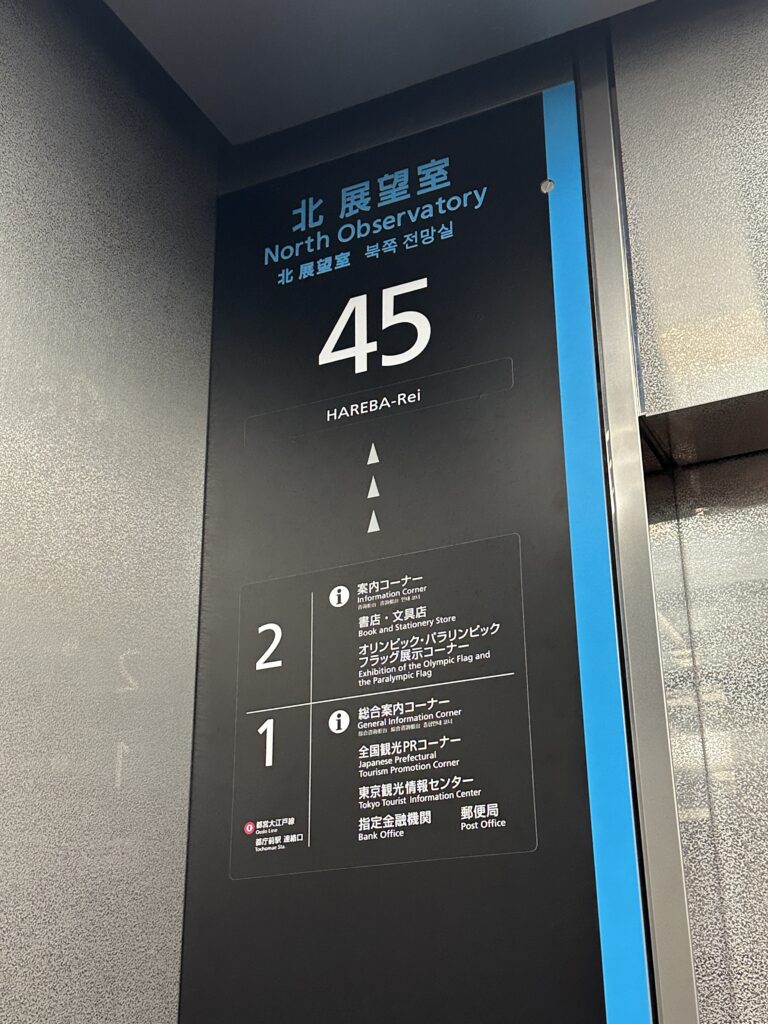 北 展望室
North Observatory
北 展望室 북쪽 전망실
45
HAREBA-Rei
2
案内コーナー
Information Corner
书店・文具店
Book and Stationery Store
オリンピック・パラリンピック
フラッグ展示コーナー
Exhibition of the Olympic Flag and
the Paralympic Flag
1
総合案内コーナー
General Information Corner
全国観光PRコーナー
Japanese Prefectural
Tourism Promotion Corner
東京観光情報センター
Tokyo Tourist Information Center
指定金融機関
Bank Office
郵便局
Post Office
都営大江戸線
Oedo Line
都庁前駅 連絡口
Tochomae Sta.